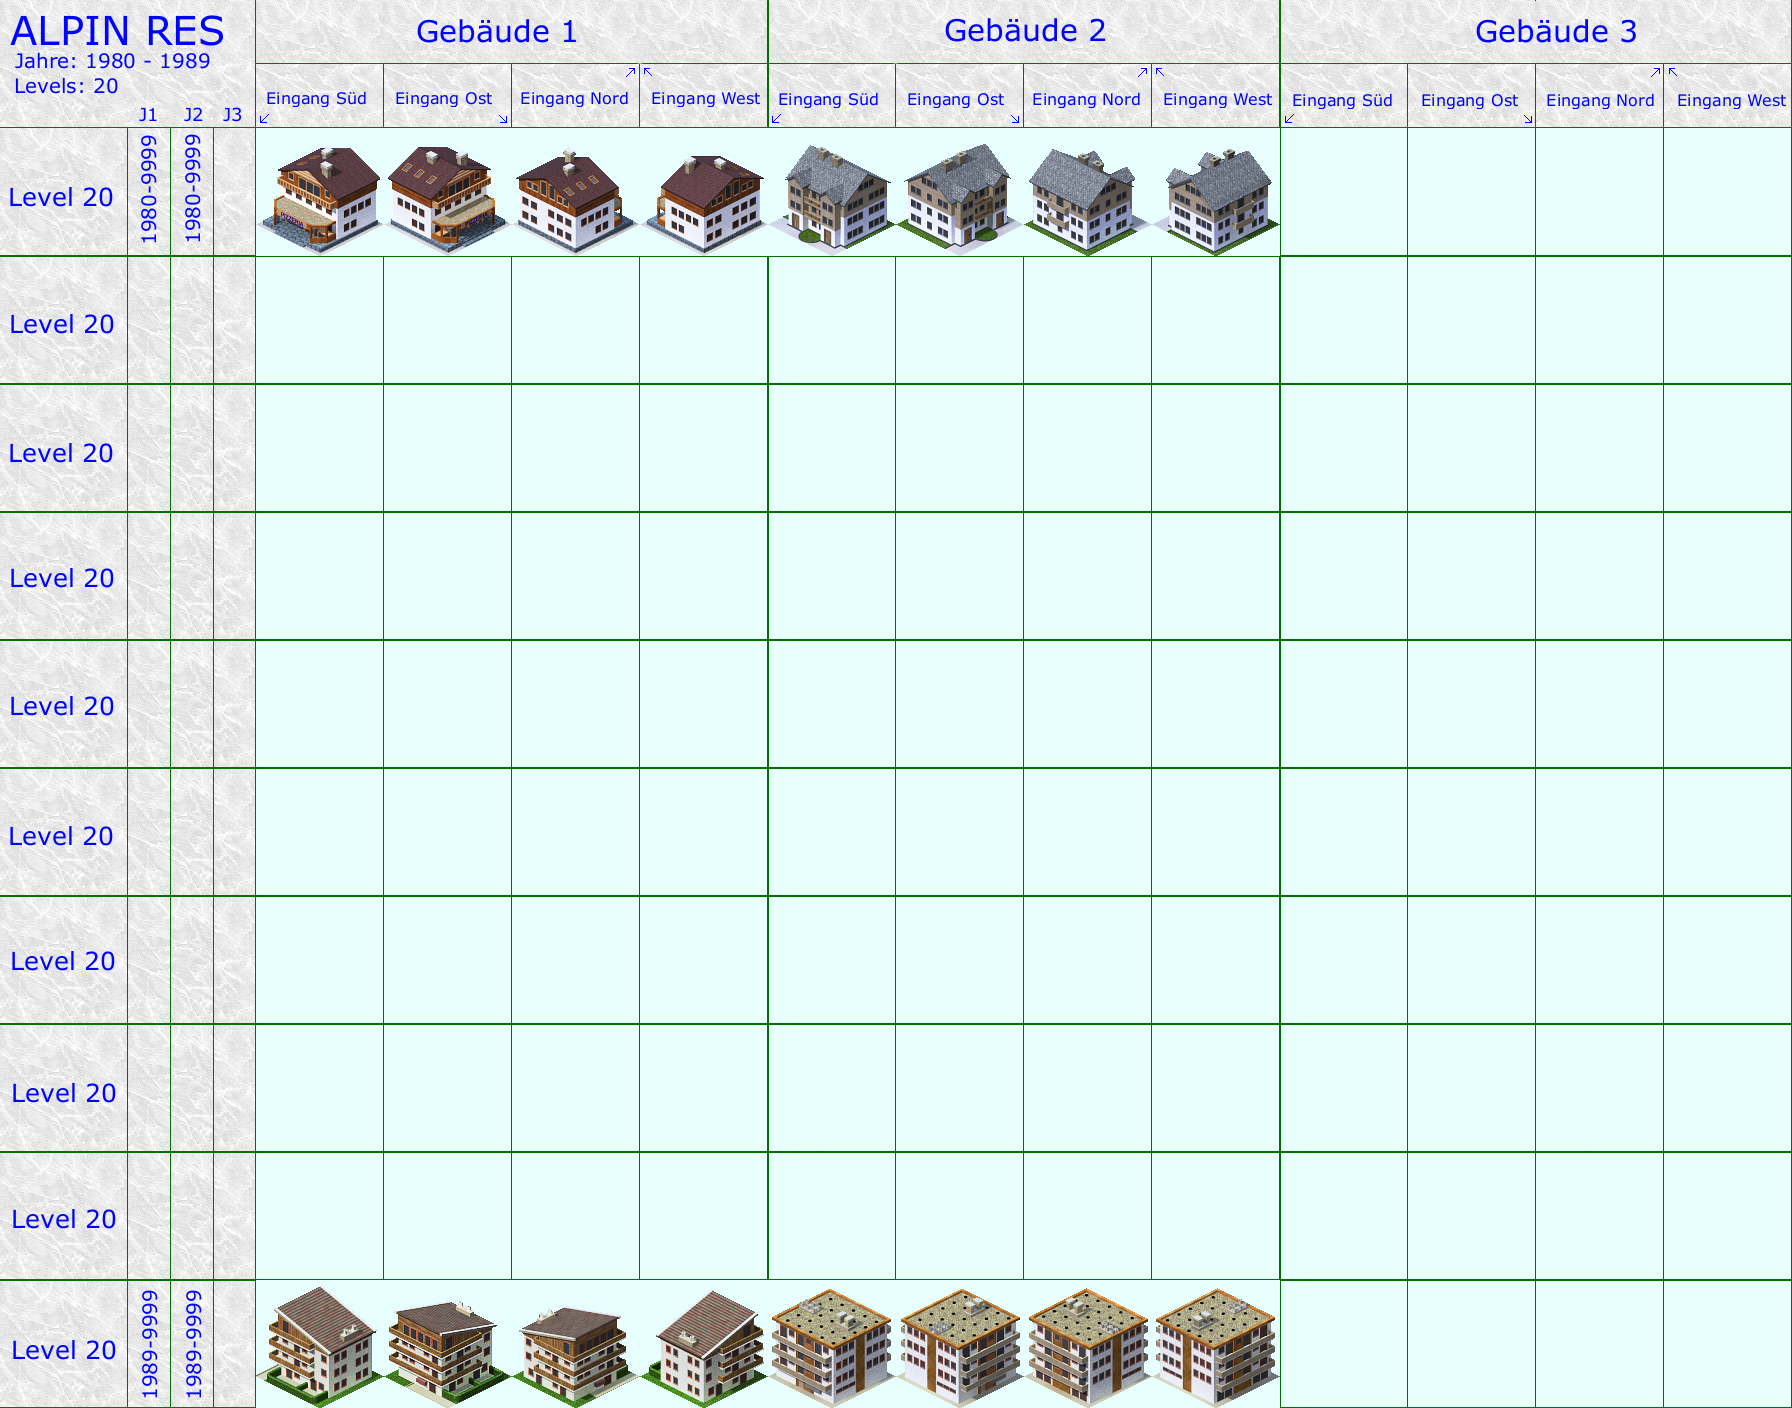 ALPIN RES
Jahre: 1980 - 1989
Levels: 20
J1 J2 J3
Gebäude 1 Gebäude 2 Gebäude 3
Eingang Süd Eingang Ost Eingang Nord Eingang West Eingang Süd Eingang Ost Eingang Nord Eingang West Eingang Süd Eingang Ost Eingang Nord Eingang West
Level 20 1980-9999 1980-9999
Level 20
Level 20
Level 20
Level 20
Level 20
Level 20
Level 20
Level 20
Level 20 1989-9999 1989-9999